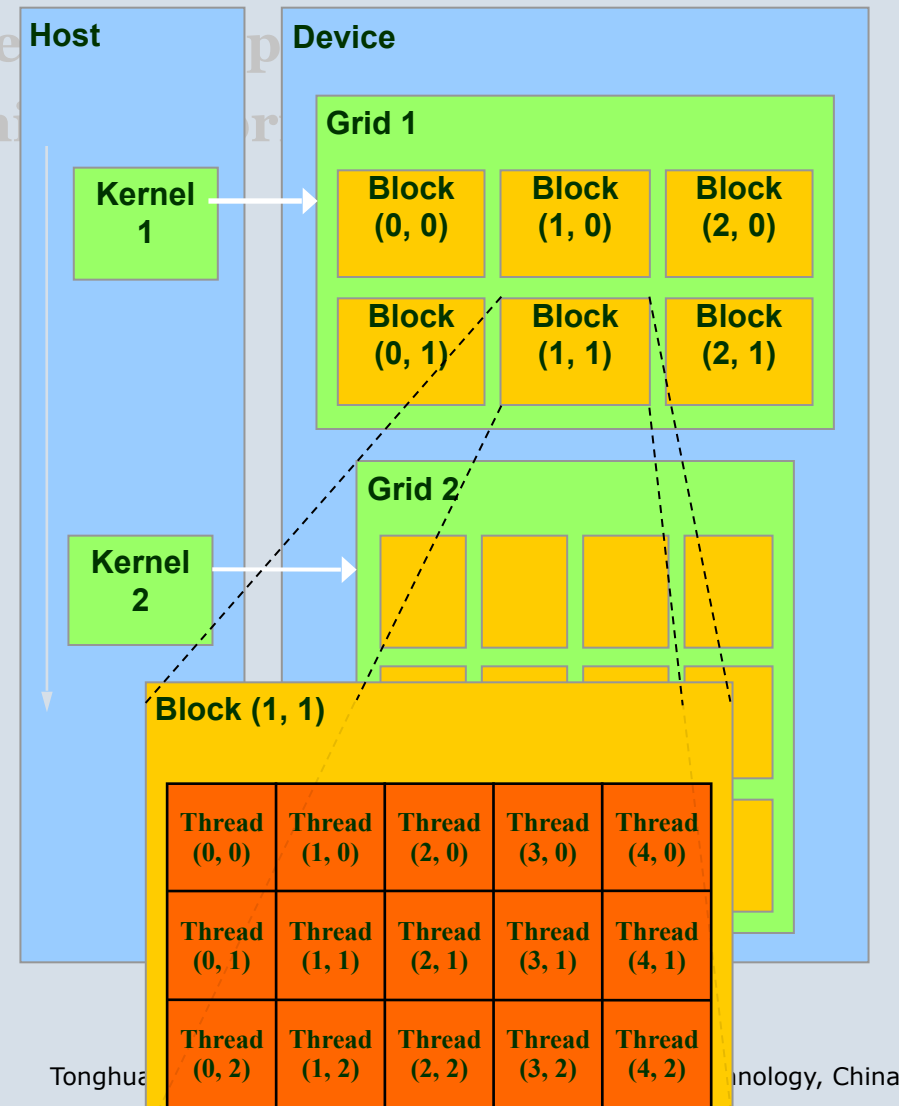 Host
Device
Grid 1
Kernel
1
Block
(0, 0)
Block
(1, 0)
Block
(2, 0)
Block
(0, 1)
Block
(1, 1)
Block
(2, 1)
Grid 2
Kernel
2
Block (1, 1)
Thread
(0, 0)
Thread
(1, 0)
Thread
(2, 0)
Thread
(3, 0)
Thread
(4, 0)
Thread
(0, 1)
Thread
(1, 1)
Thread
(2, 1)
Thread
(3, 1)
Thread
(4, 1)
Thread
(0, 2)
Thread
(1, 2)
Thread
(2, 2)
Thread
(3, 2)
Thread
(4, 2)
China